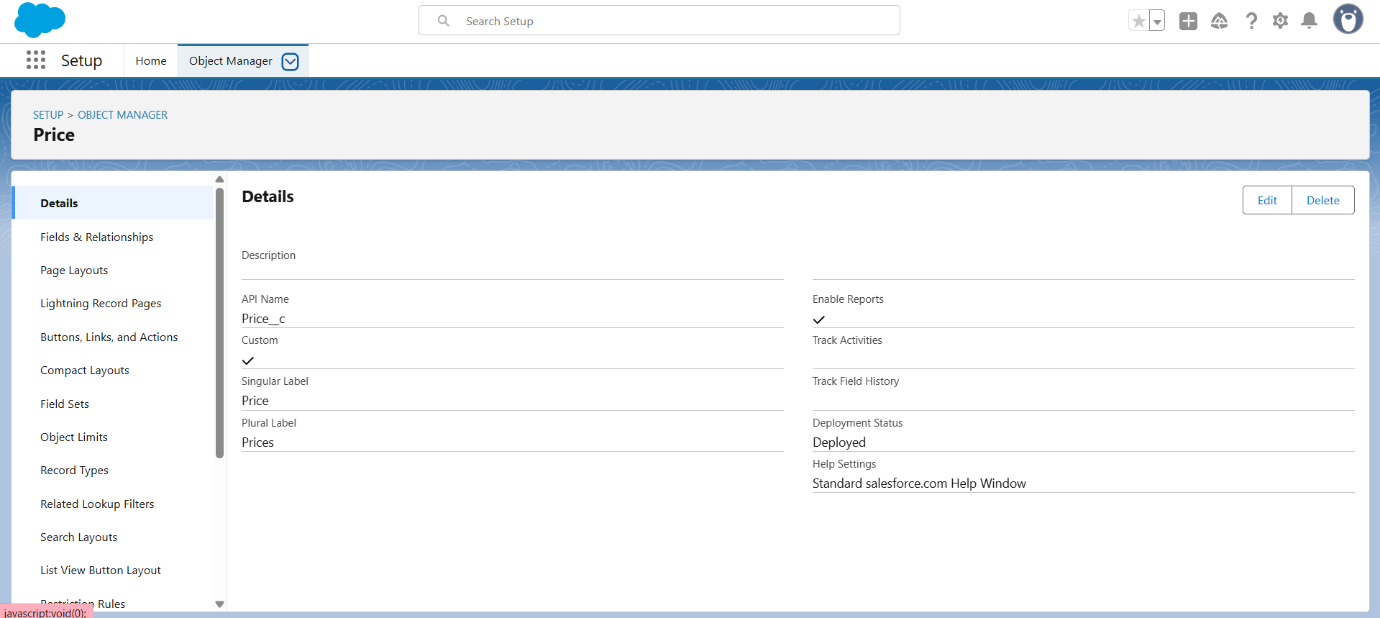 Search Setup
Setup
Home
Object Manager
SETUP > OBJECT MANAGER
Price
Details
Fields & Relationships
Page Layouts
Lightning Record Pages
Buttons, Links, and Actions
Compact Layouts
Field Sets
Object Limits
Record Types
Related Lookup Filters
Search Layouts
List View Button Layout
Restriction Rules
javascript:void(0);
Details
Edit
Delete
Description
API Name
Price__c
Custom
Singular Label
Price
Plural Label
Prices
Enable Reports
Track Activities
Track Field History
Deployment Status
Deployed
Help Settings
Standard salesforce.com Help Window